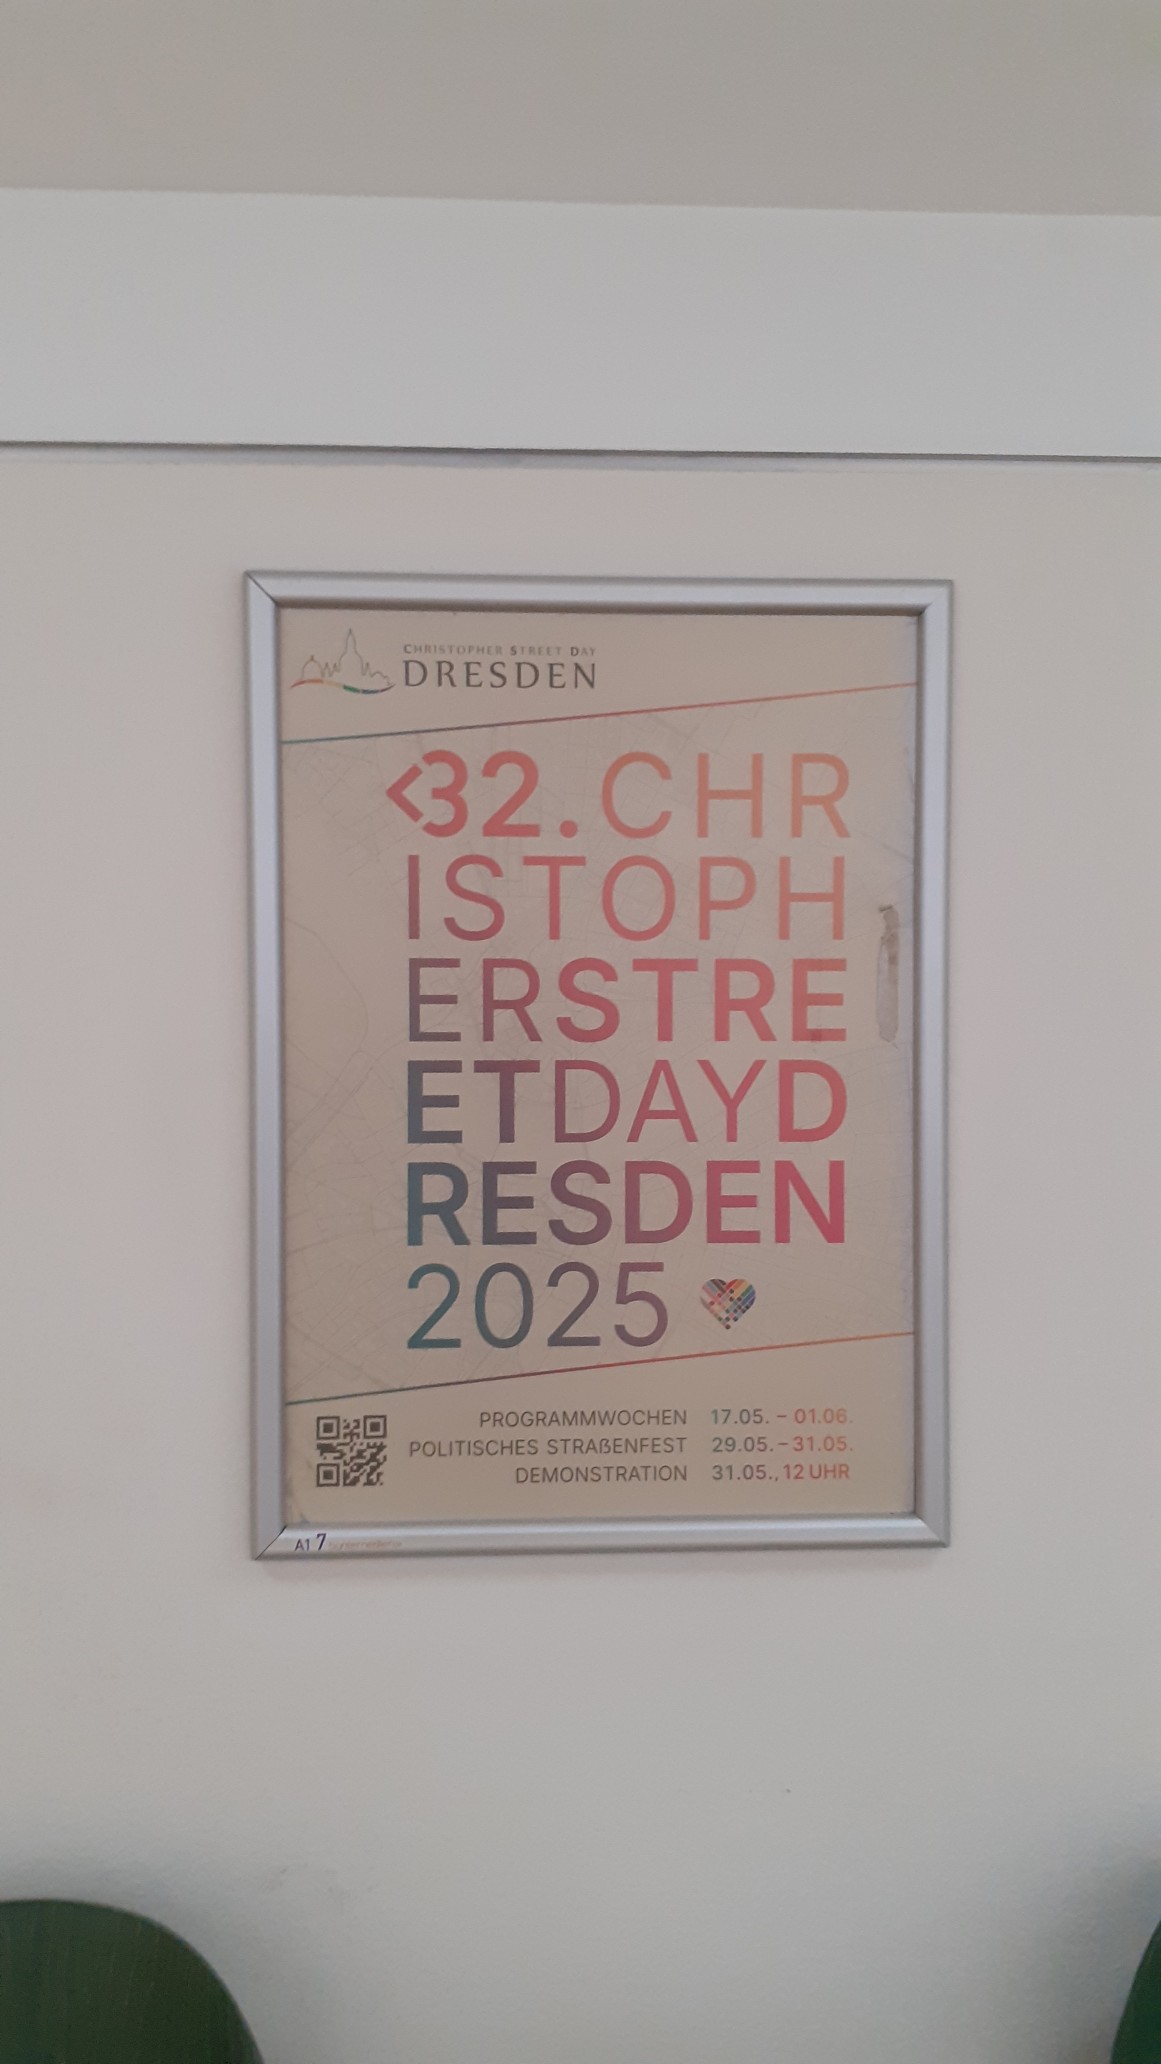 CHRISTOPHER STREET DAY
DRESDEN
<32. CHR
ISTOPH
ERSTRE
ETDAYD
RESDEN
2025
PROGRAMMWOCHEN 17.05. – 01.06.
POLITISCHES STRAßENFEST 29.05. – 31.05.
DEMONSTRATION 31.05., 12 UHR
A1 7